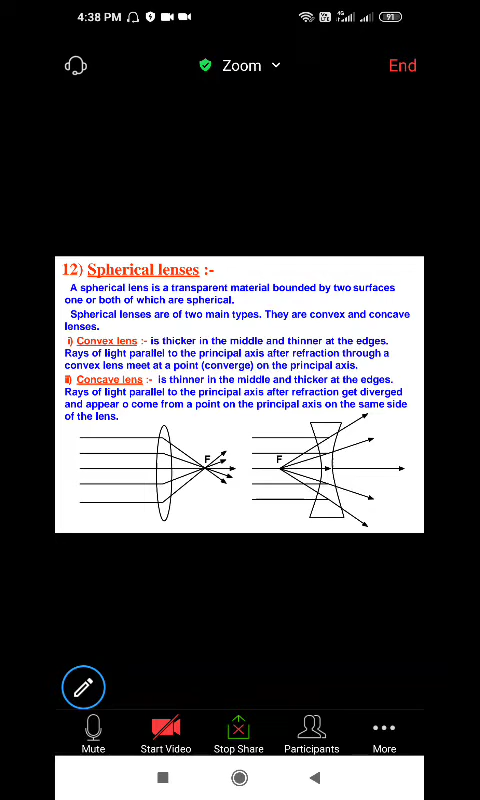 4:38 PM
4G
91
Zoom
End
12) Spherical lenses :-
A spherical lens is a transparent material bounded by two surfaces
one or both of which are spherical.
Spherical lenses are of two main types. They are convex and concave
lenses.
i) Convex lens :- is thicker in the middle and thinner at the edges.
Rays of light parallel to the principal axis after refraction through a
convex lens meet at a point (converge) on the principal axis.
ii) Concave lens :- is thinner in the middle and thicker at the edges.
Rays of light parallel to the principal axis after refraction get diverged
and appear o come from a point on the principal axis on the same side
of the lens.
F F
Mute Start Video Stop Share Participants More